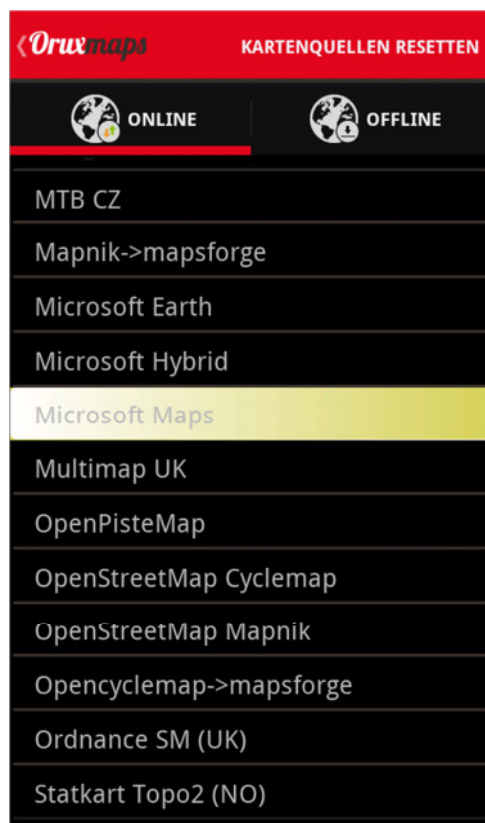 Oruxmaps KARTENQUELLEN RESETTEN
ONLINE OFFLINE
MTB CZ
Mapnik->mapsforge
Microsoft Earth
Microsoft Hybrid
Microsoft Maps
Multimap UK
OpenPisteMap
OpenStreetMap Cyclemap
OpenStreetMap Mapnik
Opencyclemap->mapsforge
Ordnance SM (UK)
Statkart Topo2 (NO)